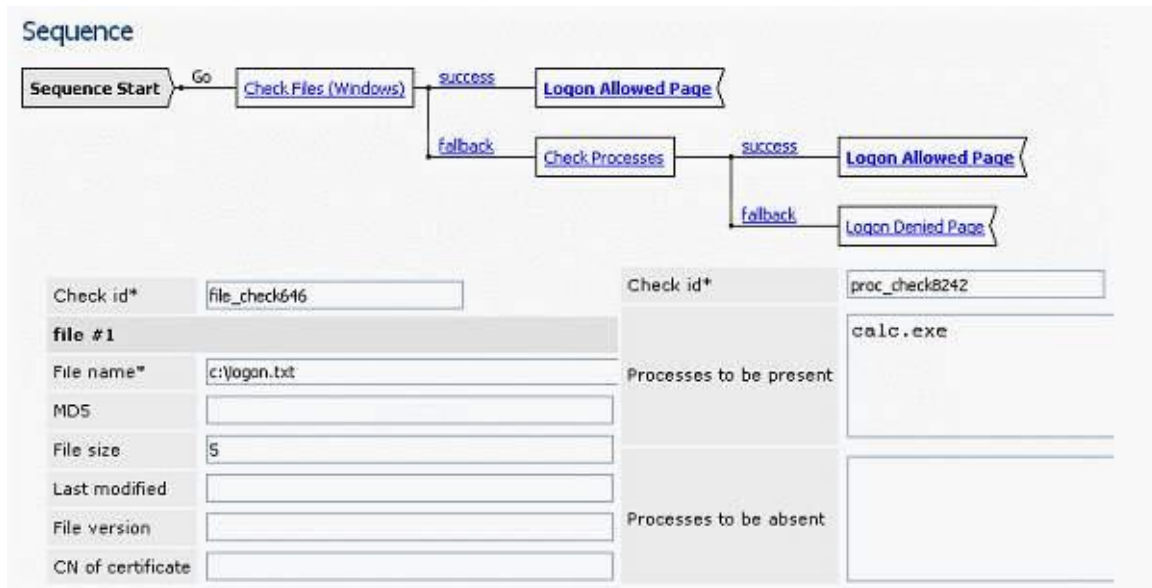 Sequence
Sequence Start
Go
Check Files (Windows)
success
Logon Allowed Page
fallback
Check Processes
success
Logon Allowed Page
fallback
Logon Denied Page
Check id*
file_check646
file #1
File name*
c:\logon.txt
MD5
File size
5
Last modified
File version
CN of certificate
Check id*
proc_check8242
Processes to be present
calc.exe
Processes to be absent